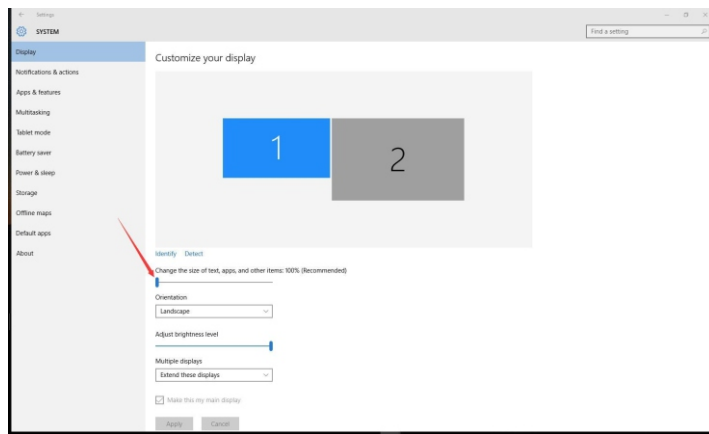 Settings
SYSTEM
Find a setting
Display
Notifications & actions
Apps & features
Multitasking
Tablet mode
Battery saver
Power & sleep
Storage
Offline maps
Default apps
About
Customize your display
1
2
Identify Detect
Change the size of text, apps, and other items: 100% (Recommended)
Orientation
Landscape
Adjust brightness level
Multiple displays
Extend these displays
Make this my main display
Apply Cancel